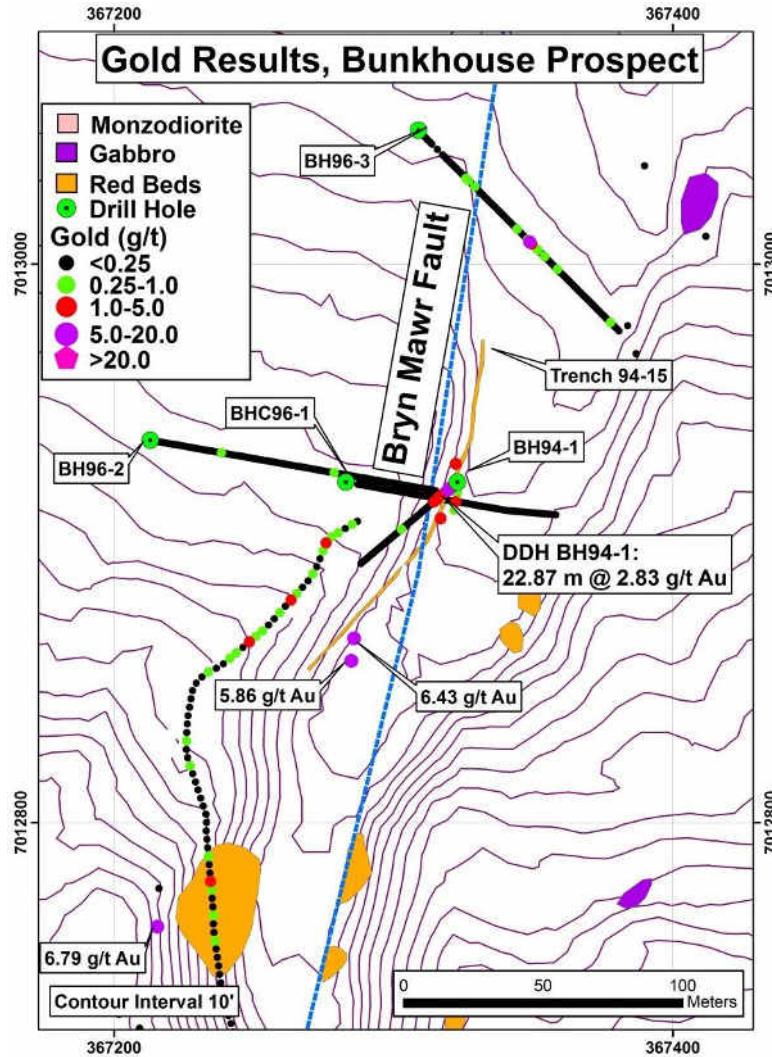 367200
367400
Gold Results, Bunkhouse Prospect
Monzodiorite
Gabbro
Red Beds
Drill Hole
Gold (g/t)
<0.25
0.25-1.0
1.0-5.0
5.0-20.0
>20.0
BH96-3
7013000
7013000
Bryn Mawr Fault
Trench 94-15
BHC96-1
BH94-1
BH96-2
DDH BH94-1:
22.87 m @ 2.83 g/t Au
5.86 g/t Au
6.43 g/t Au
7012800
7012800
6.79 g/t Au
Contour Interval 10'
0
50
100
Meters
367200
367400